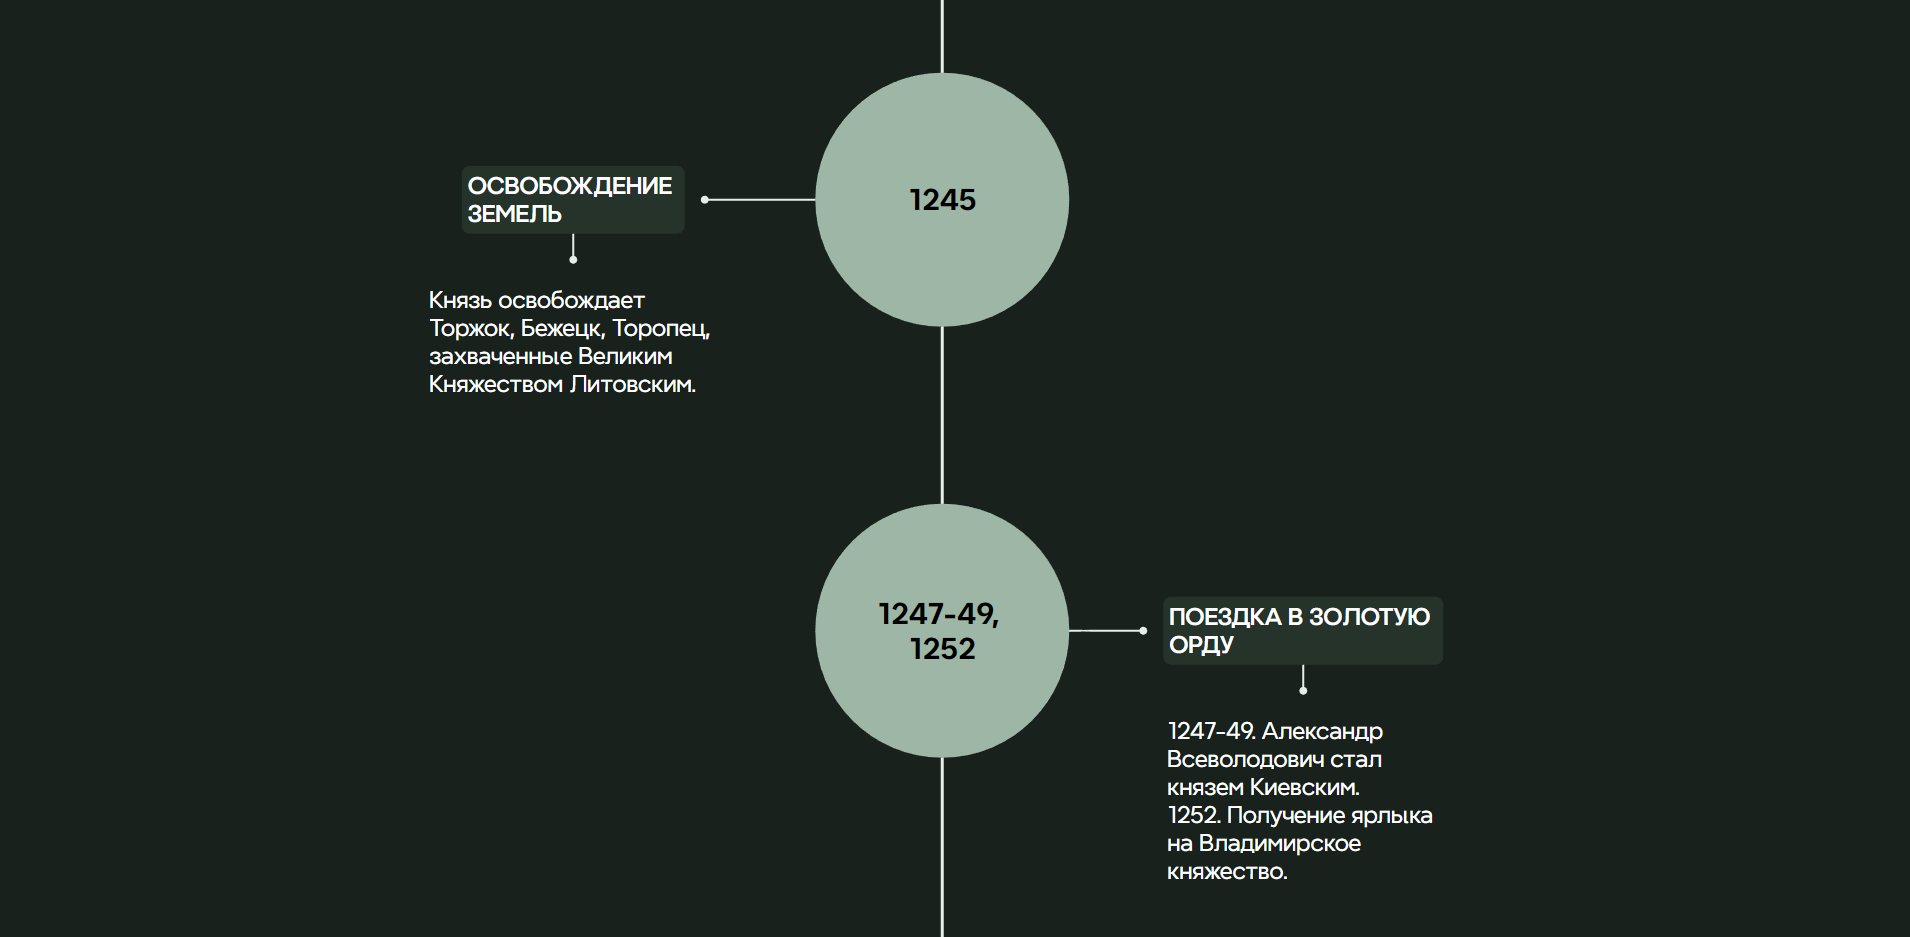 1245
ОСВОБОЖДЕНИЕ
ЗЕМЕЛЬ
Князь освобождает
Торжок, Бежецк, Торопец,
захваченные Великим
Княжеством Литовским.
1247-49,
1252
ПОЕЗДКА В ЗОЛОТУЮ
ОРДУ
1247-49. Александр
Всеволодович стал
князем Киевским.
1252. Получение ярлыка
на Владимирское
княжество.